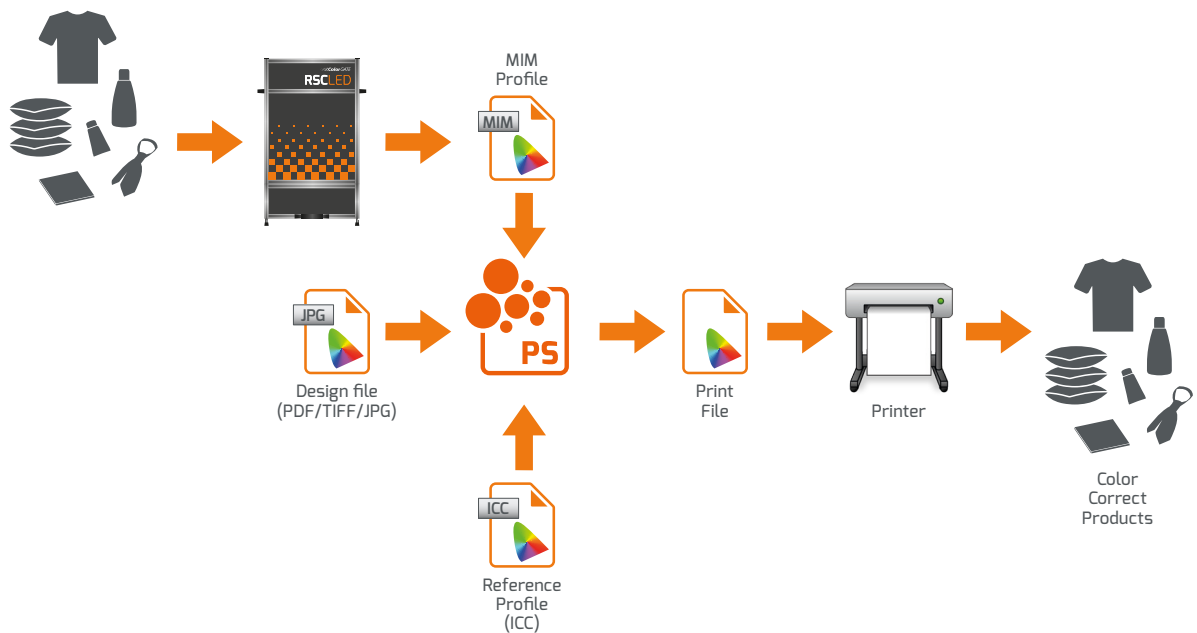 ColorGATE
RSCLED
MIM
Profile
MIM
JPG
PS
Design file
(PDF/TIFF/JPG)
Print
File
Printer
ICC
Reference
Profile
(ICC)
Color
Correct
Products